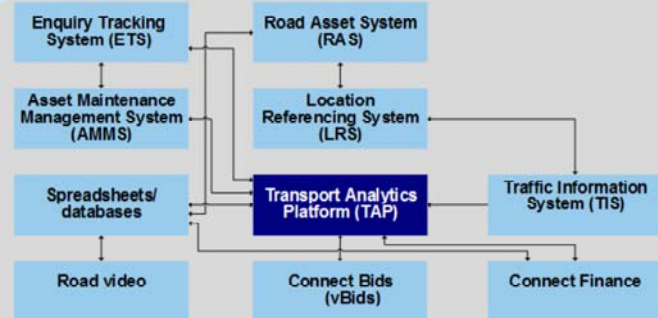 Enquiry Tracking
System (ETS)
Road Asset System
(RAS)
Asset Maintenance
Management System
(AMMS)
Location
Referencing System
(LRS)
Spreadsheets/
databases
Transport Analytics
Platform (TAP)
Traffic Information
System (TIS)
Road video
Connect Bids
(vBids)
Connect Finance